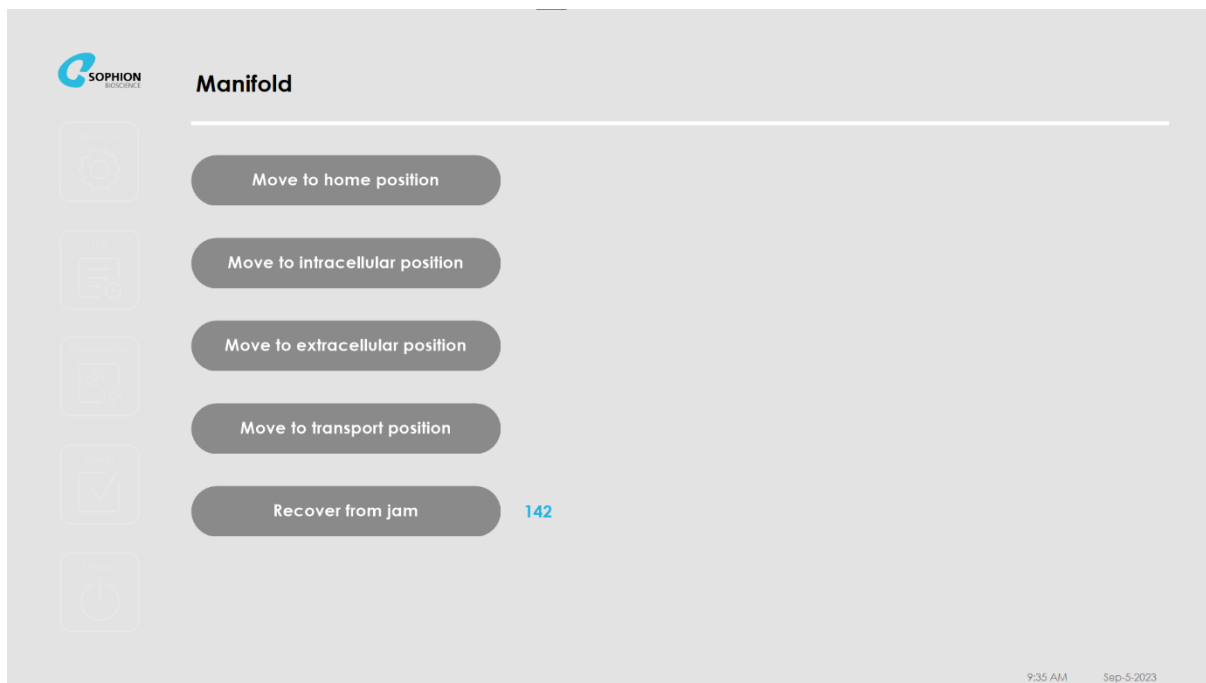 SOPHION
BIOSCIENCE
Manifold
Move to home position
Move to intracellular position
Move to extracellular position
Move to transport position
Recover from jam 142
9:35 AM Sep-5-2023